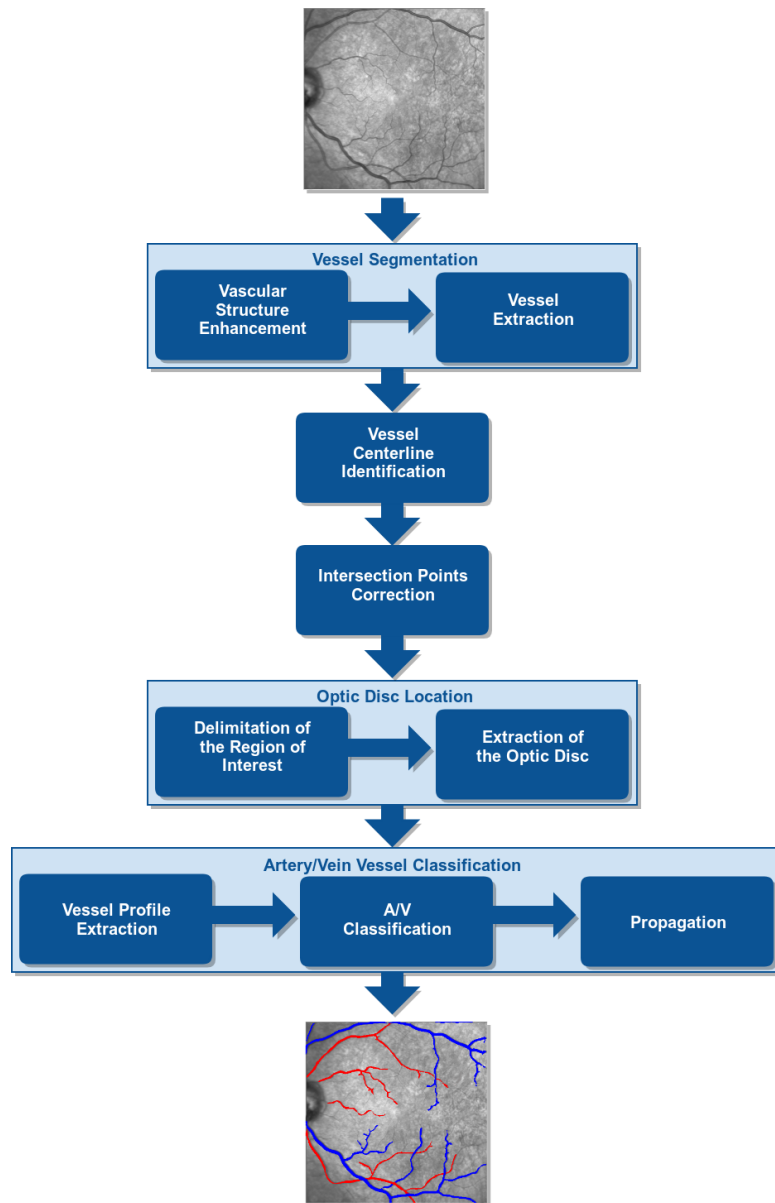 Vessel Segmentation
Vascular
Structure
Enhancement
Vessel
Extraction
Vessel
Centerline
Identification
Intersection Points
Correction
Optic Disc Location
Delimitation of
the Region of
Interest
Extraction of
the Optic Disc
Artery/Vein Vessel Classification
Vessel Profile
Extraction
A/V
Classification
Propagation